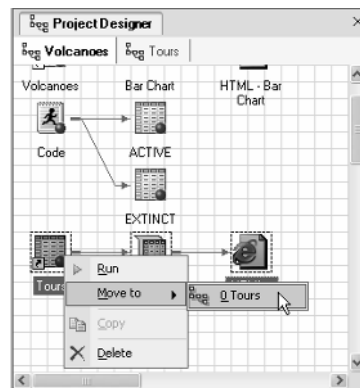 Project Designer
Volcanoes
Tours
Volcanoes
Bar Chart
HTML - Bar
Chart
Code
ACTIVE
EXTINCT
Tours
Run
Move to
0 Tours
Copy
Delete